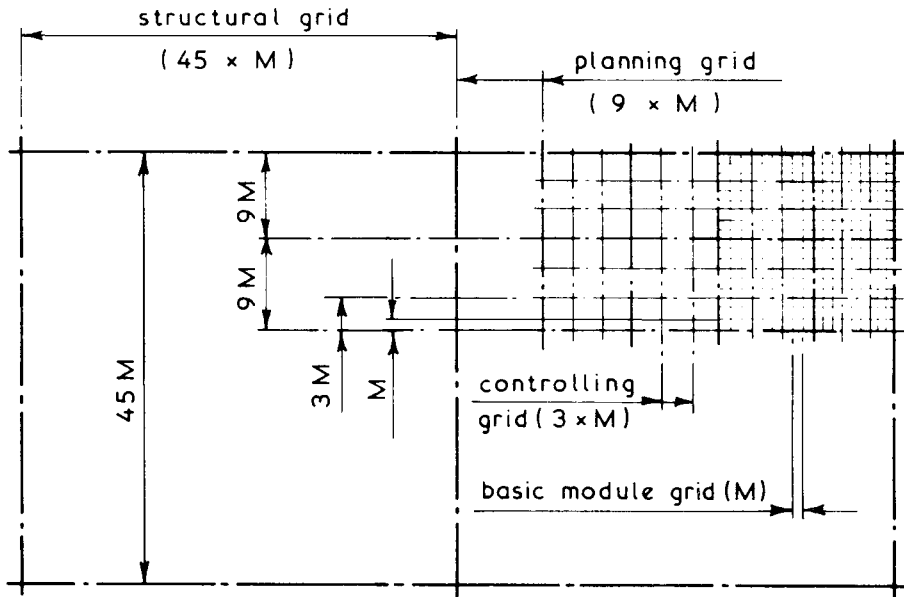 structural grid
(45 × M)
planning grid
(9 × M)
9M
9M
45M
3M
M
controlling
grid (3×M)
basic module grid (M)